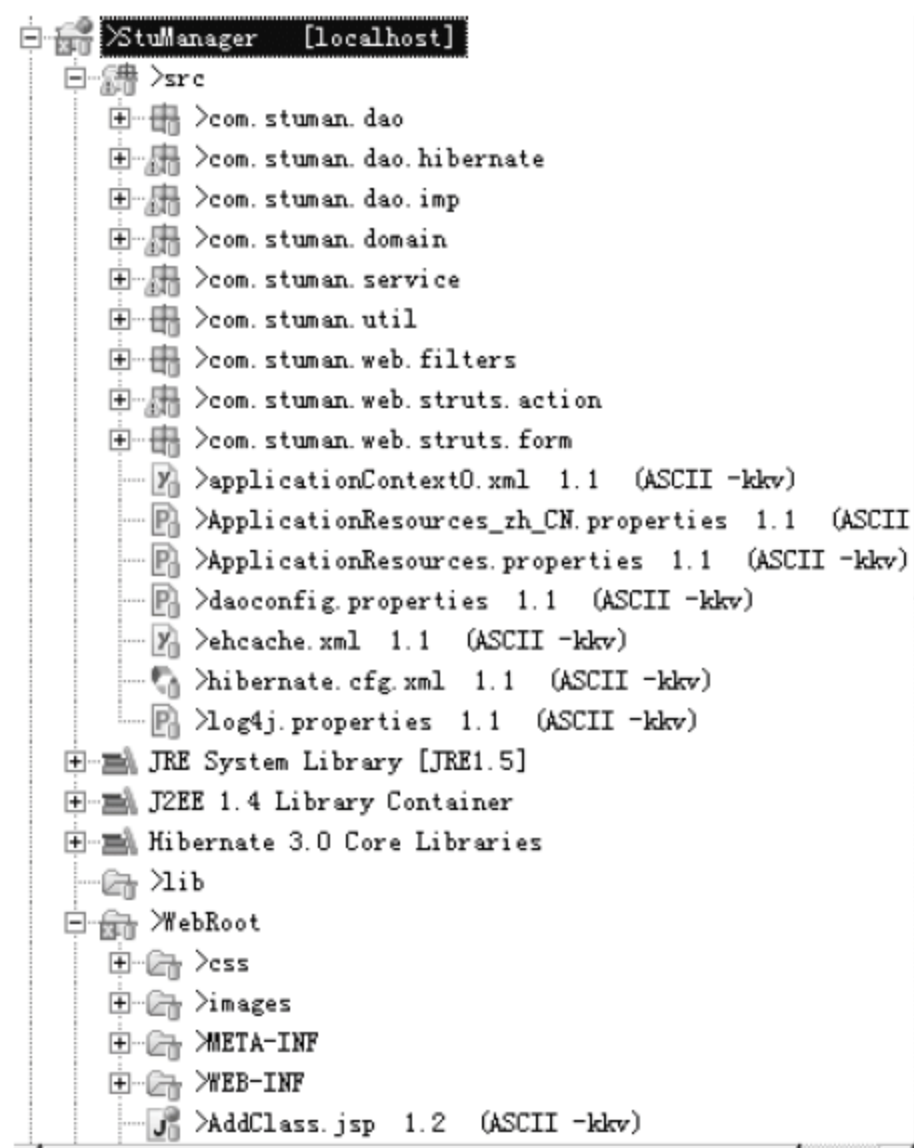 >StuManager [localhost]
>src
>com.stuman.dao
>com.stuman.dao.hibernate
>com.stuman.dao.imp
>com.stuman.domain
>com.stuman.service
>com.stuman.util
>com.stuman.web.filters
>com.stuman.web.struts.action
>com.stuman.web.struts.form
>applicationContext0.xml 1.1 (ASCII -kkv)
>ApplicationResources_zh_CN.properties 1.1 (ASCII
>ApplicationResources.properties 1.1 (ASCII -kkv)
>daoconfig.properties 1.1 (ASCII -kkv)
>ehcache.xml 1.1 (ASCII -kkv)
>hibernate.cfg.xml 1.1 (ASCII -kkv)
>log4j.properties 1.1 (ASCII -kkv)
JRE System Library [JRE1.5]
J2EE 1.4 Library Container
Hibernate 3.0 Core Libraries
>lib
>WebRoot
>css
>images
>META-INF
>WEB-INF
>AddClass.jsp 1.2 (ASCII -kkv)